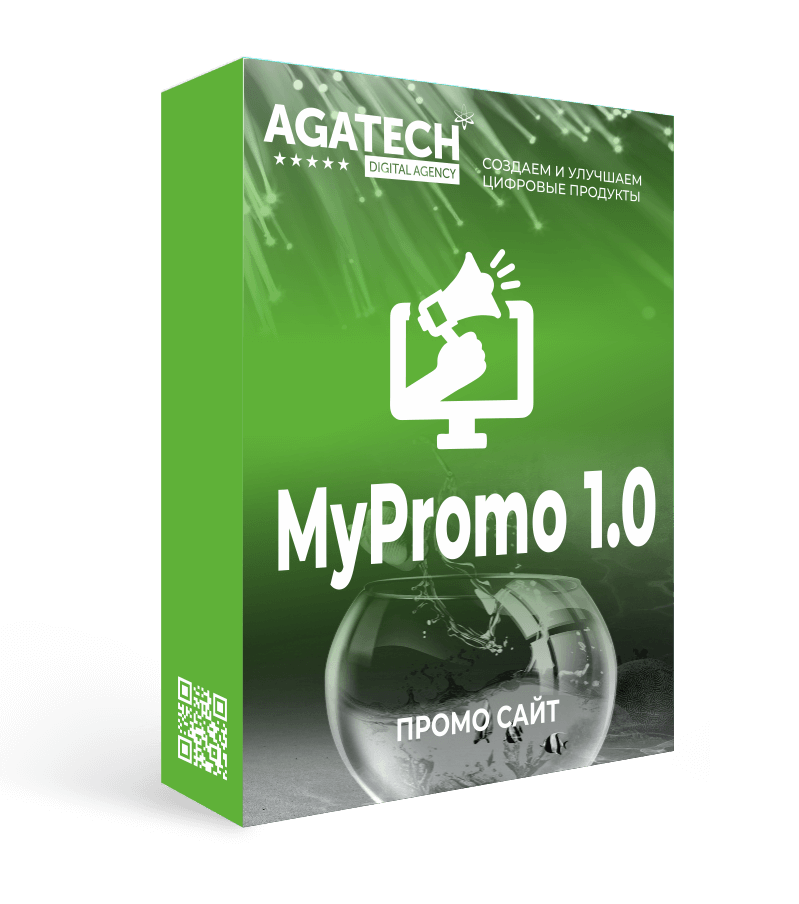 AGATECH
DIGITAL AGENCY
СОЗДАЕМ И УЛУЧШАЕМ
ЦИФРОВЫЕ ПРОДУКТЫ
MyPromo 1.0
ПРОМО САЙТ